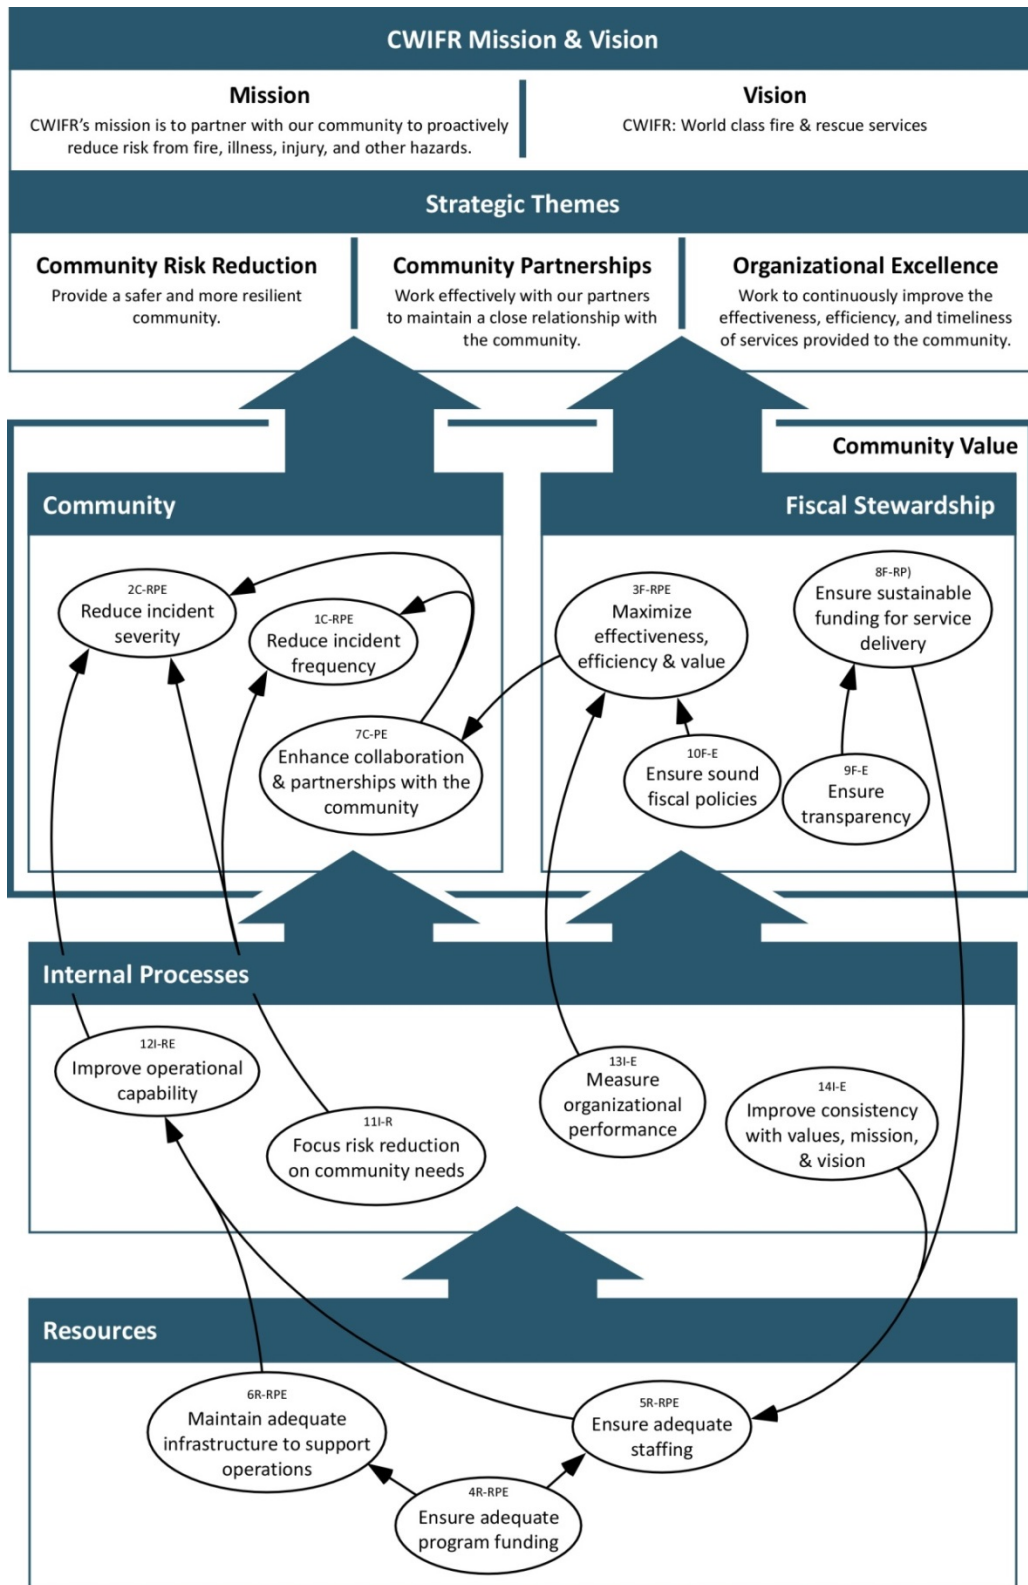 CWIFR Mission & Vision
Mission
CWIFR's mission is to partner with our community to proactively
reduce risk from fire, illness, injury, and other hazards.
Vision
CWIFR: World class fire & rescue services
Strategic Themes
Community Risk Reduction
Provide a safer and more resilient
community.
Community Partnerships
Work effectively with our partners
to maintain a close relationship with
the community.
Organizational Excellence
Work to continuously improve the
effectiveness, efficiency, and timeliness
of services provided to the community.
Community Value
Community
2C-RPE
Reduce incident
severity
1C-RPE
Reduce incident
frequency
7C-PE
Enhance collaboration
& partnerships with the
community
Fiscal Stewardship
3F-RPE
Maximize
effectiveness,
efficiency & value
8F-RP)
Ensure sustainable
funding for service
delivery
10F-E
Ensure sound
fiscal policies
9F-E
Ensure
transparency
Internal Processes
12I-RE
Improve operational
capability
11I-R
Focus risk reduction
on community needs
13I-E
Measure
organizational
performance
14I-E
Improve consistency
with values, mission,
& vision
Resources
6R-RPE
Maintain adequate
infrastructure to support
operations
5R-RPE
Ensure adequate
staffing
4R-RPE
Ensure adequate
program funding